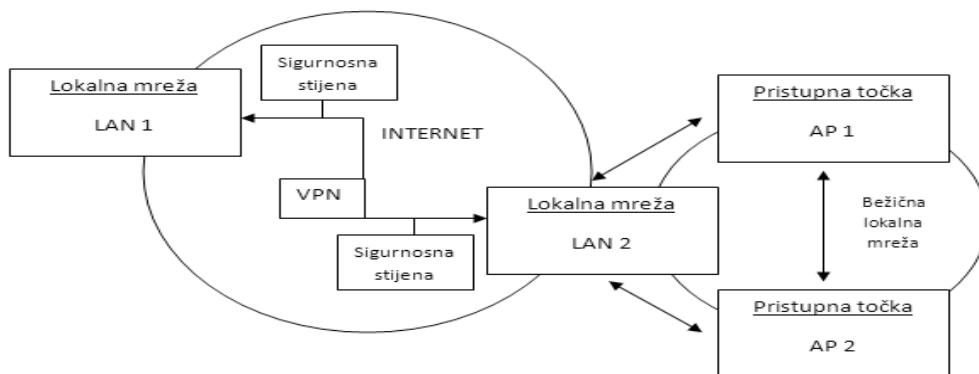 Lokalna mreža
LAN 1
Sigurnosna
stijena
INTERNET
VPN
Sigurnosna
stijena
Lokalna mreža
LAN 2
Pristupna točka
AP 1
Bežična
lokalna
mreža
Pristupna točka
AP 2